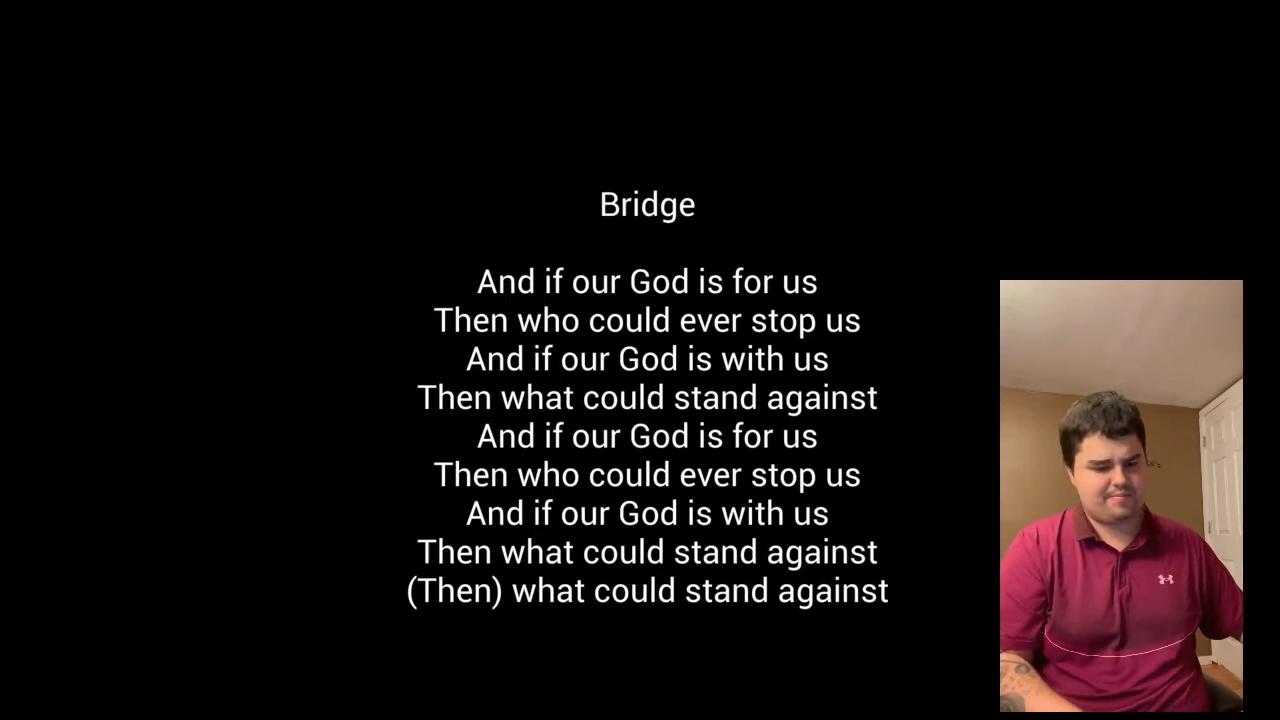 Bridge
And if our God is for us
Then who could ever stop us
And if our God is with us
Then what could stand against
And if our God is for us
Then who could ever stop us
And if our God is with us
Then what could stand against
(Then) what could stand against